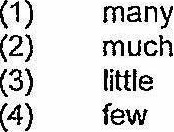 (1) many
(2) much
(3) little
(4) few